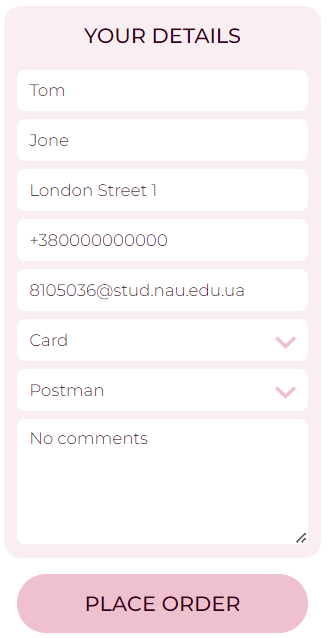 YOUR DETAILS
Tom
Jone
London Street 1
+380000000000
8105036@stud.nau.edu.ua
Card
Postman
No comments
PLACE ORDER